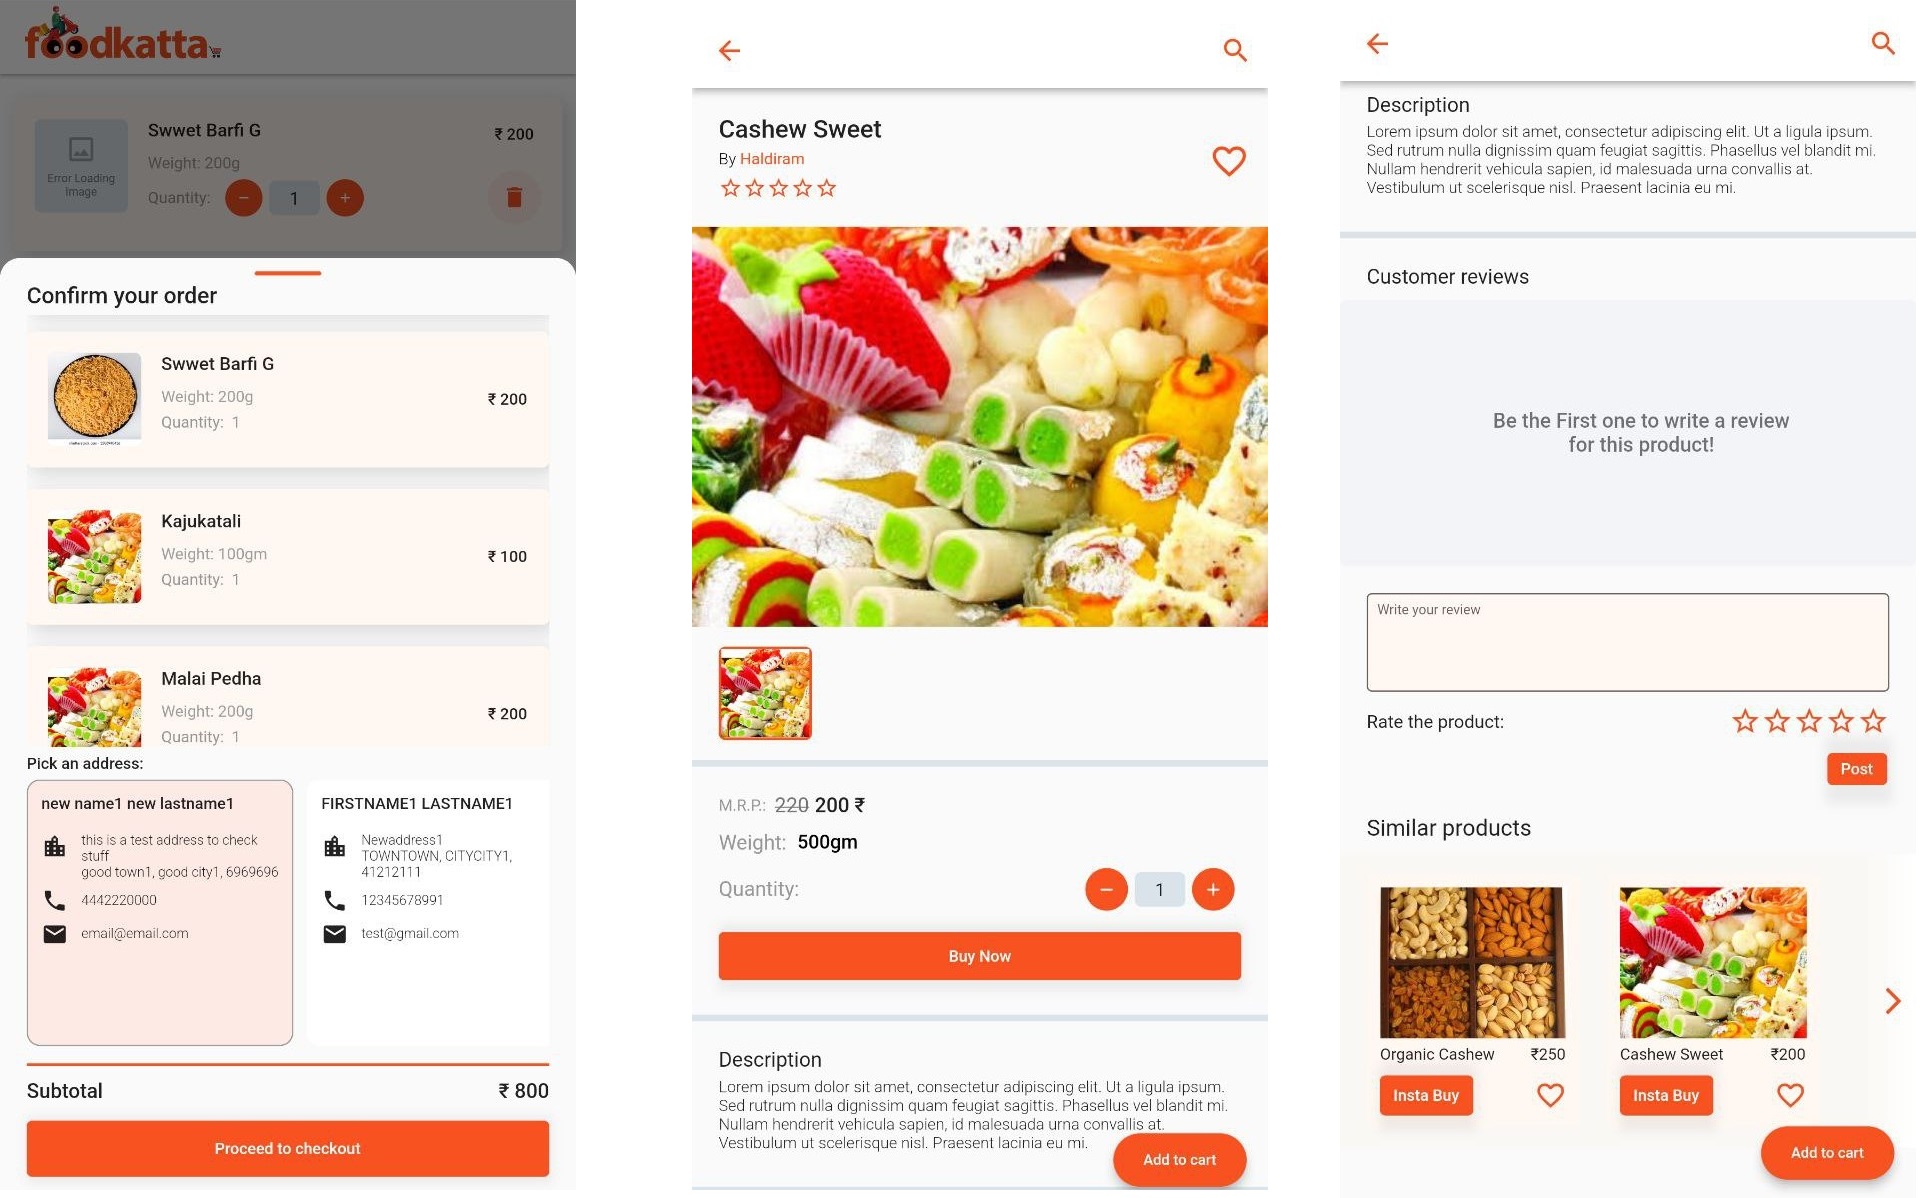 foodkatta
Swwet Barfi G
₹ 200
Weight: 200g
Error Loading
Image
Quantity:
−
1
+
Confirm your order
Swwet Barfi G
Weight: 200g
₹ 200
Quantity: 1
Kajukatali
Weight: 100gm
₹ 100
Quantity: 1
Malai Pedha
Weight: 200g
₹ 200
Quantity: 1
Pick an address:
new name1 new lastname1
this is a test address to check
stuff
good town1, good city1, 6969696
4442220000
email@email.com
FIRSTNAME1 LASTNAME1
Newaddress1
TOWNTOWN, CITYCITY1,
41212111
12345678991
test@gmail.com
Subtotal
₹ 800
Proceed to checkout
Cashew Sweet
By Haldiram
M.R.P.: 220 200 ₹
Weight: 500gm
Quantity:
−
1
+
Buy Now
Description
Lorem ipsum dolor sit amet, consectetur adipiscing elit. Ut a ligula ipsum.
Sed rutrum nulla dignissim quam feugiat sagittis. Phasellus vel blandit mi.
Nullam hendrerit vehicula sapien, id malesuada urna convallis at.
Vestibulum ut scelerisque nisl. Praesent lacinia eu mi.
Add to cart
Description
Lorem ipsum dolor sit amet, consectetur adipiscing elit. Ut a ligula ipsum.
Sed rutrum nulla dignissim quam feugiat sagittis. Phasellus vel blandit mi.
Nullam hendrerit vehicula sapien, id malesuada urna convallis at.
Vestibulum ut scelerisque nisl. Praesent lacinia eu mi.
Customer reviews
Be the First one to write a review
for this product!
Write your review
Rate the product:
Post
Similar products
Organic Cashew
₹250
Insta Buy
Cashew Sweet
₹200
Insta Buy
Add to cart